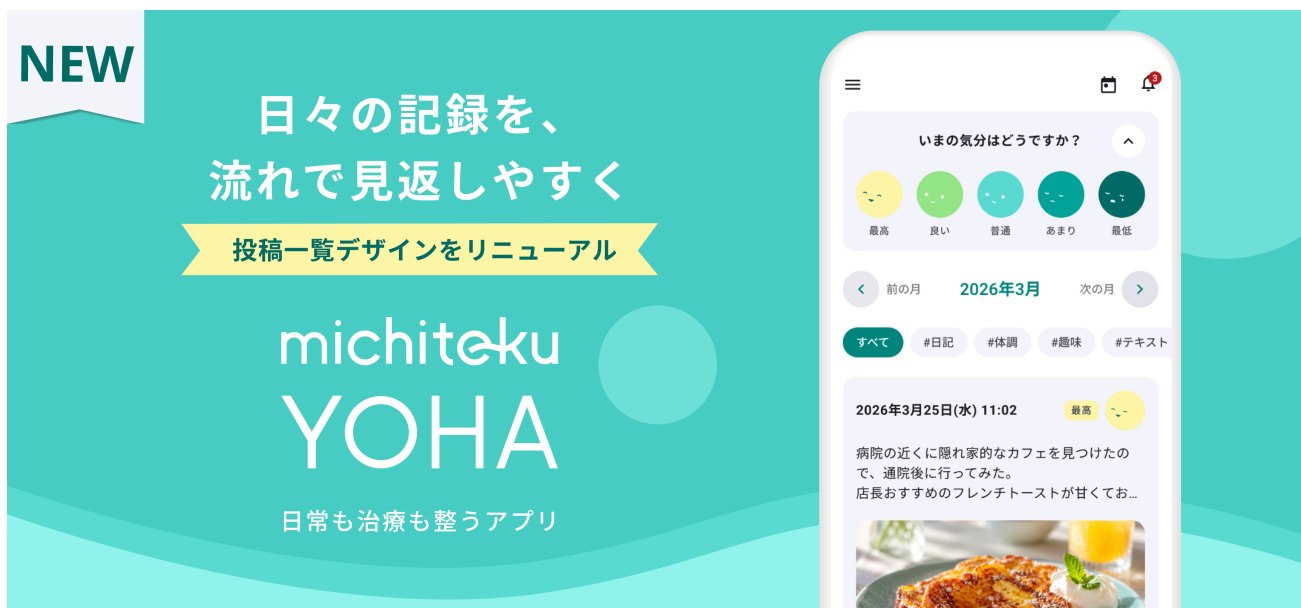 NEW
日々の記録を、
流れで見返しやすく
投稿一覧デザインをリニューアル
michiteku
YOHA
日常も治療も整うアプリ
3
いまの気分はどうですか？
最高 良い 普通 あまり 最低
前の月 2026年3月 次の月
すべて #日記 #体調 #趣味 #テキスト
2026年3月25日(水) 11:02 最高
病院の近くに隠れ家的なカフェを見つけたの
で、通院後に行ってみた。
店長おすすめのフレンチトーストが甘くてお…